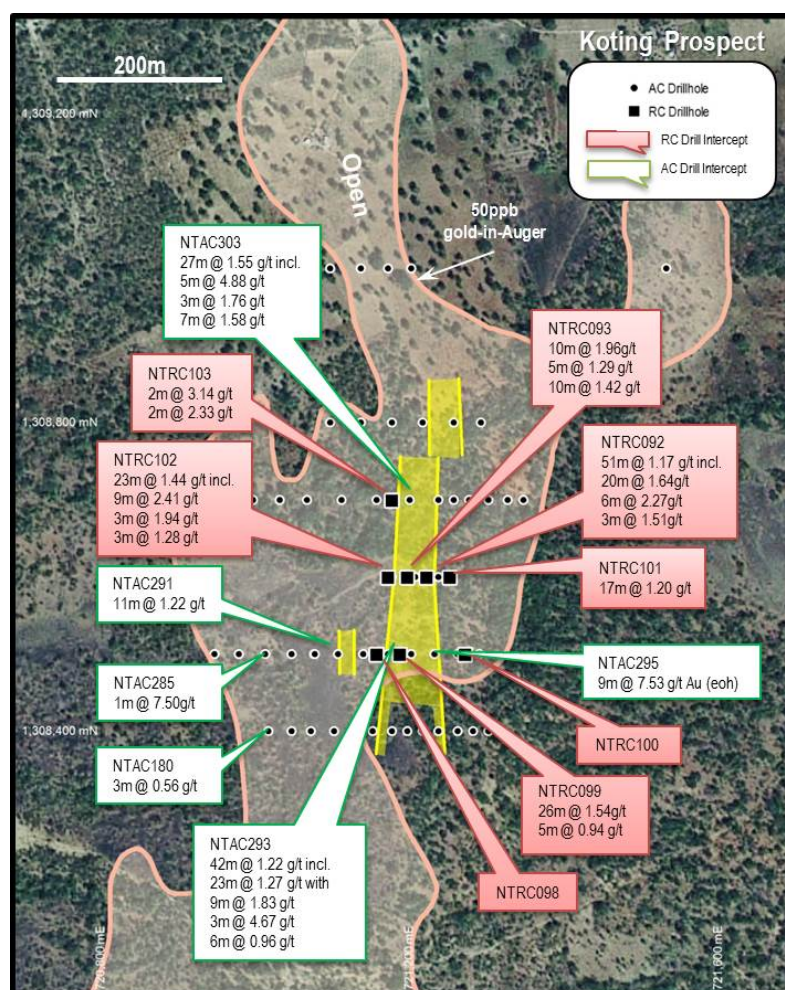 Koting Prospect
200m
AC Drillhole
RC Drillhole
RC Drill Intercept
AC Drill Intercept
1,309,200 mN
Open
50ppb
gold-in-Auger
NTAC303
27m @ 1.55 g/t incl.
5m @ 4.88 g/t
3m @ 1.76 g/t
7m @ 1.58 g/t
NTRC093
10m @ 1.96g/t
5m @ 1.29 g/t
10m @ 1.42 g/t
NTRC103
2m @ 3.14 g/t
2m @ 2.33 g/t
1,308,800 mN
NTRC102
23m @ 1.44 g/t incl.
9m @ 2.41 g/t
3m @ 1.94 g/t
3m @ 1.28 g/t
NTRC092
51m @ 1.17 g/t incl.
20m @ 1.64g/t
6m @ 2.27g/t
3m @ 1.51g/t
NTRC101
17m @ 1.20 g/t
NTAC291
11m @ 1.22 g/t
NTAC295
9m @ 7.53 g/t Au (eoh)
NTAC285
1m @ 7.50g/t
1,308,400 mN
NTRC100
NTAC180
3m @ 0.56 g/t
NTRC099
26m @ 1.54g/t
5m @ 0.94 g/t
NTAC293
42m @ 1.22 g/t incl.
23m @ 1.27 g/t with
9m @ 1.83 g/t
3m @ 4.67 g/t
6m @ 0.96 g/t
NTRC098
720,800 mE
721,200 mE
721,600 mE